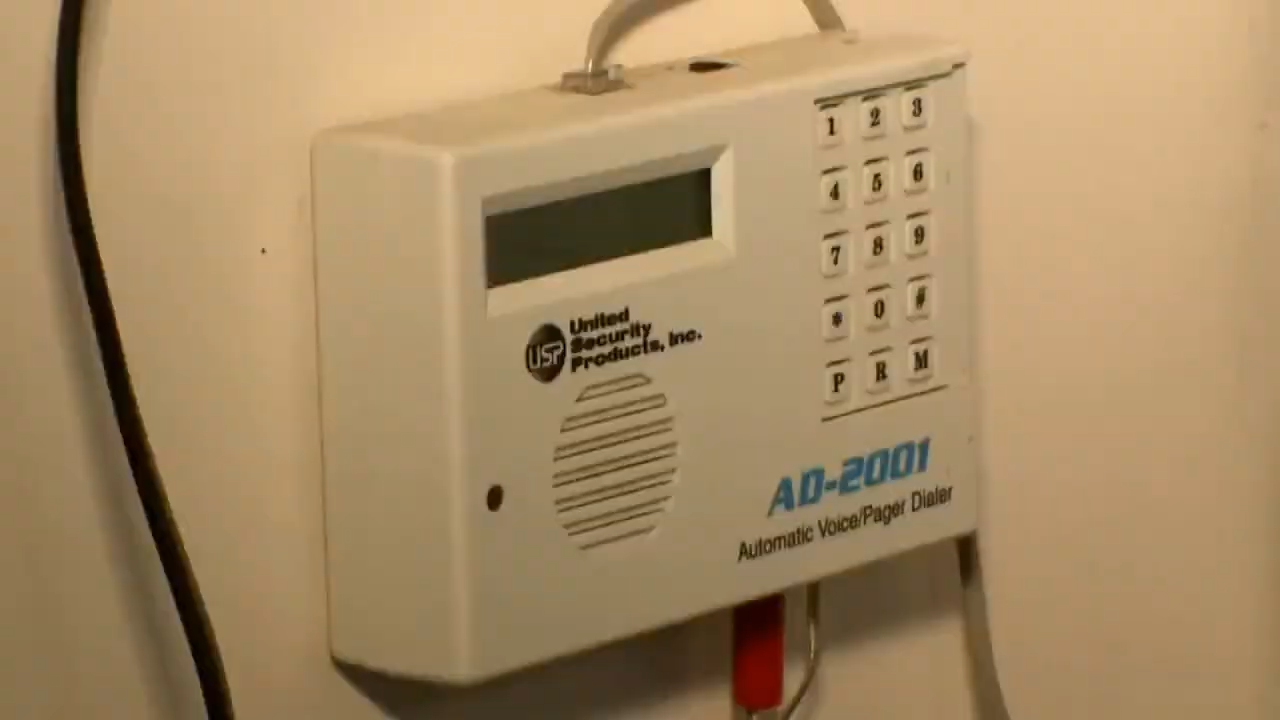 1 2 3
4 5 6
7 8 9
* 0 #
P R M
USP
United
Security
Products, Inc.
AD-2001
Automatic Voice/Pager Dialer